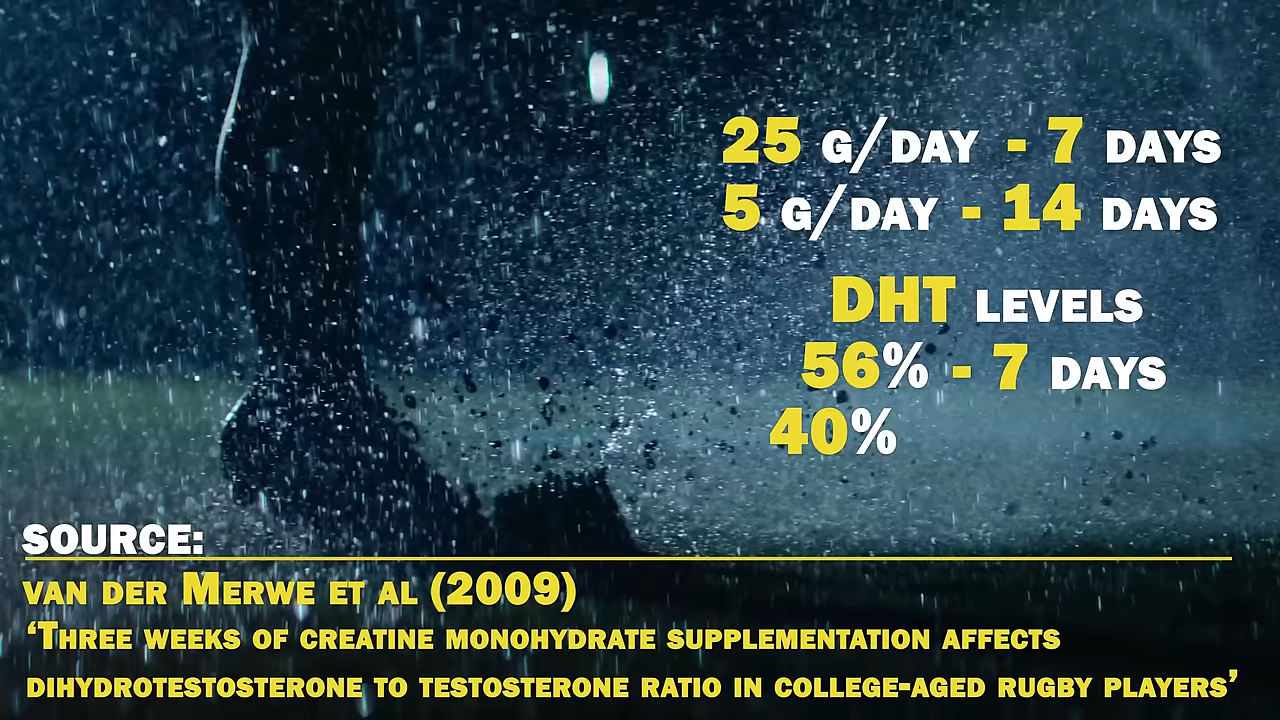 25 G/DAY - 7 DAYS
5 G/DAY - 14 DAYS
DHT LEVELS
56% - 7 DAYS
40%
SOURCE:
VAN DER MERWE ET AL (2009)
‘THREE WEEKS OF CREATINE MONOHYDRATE SUPPLEMENTATION AFFECTS
DIHYDROTESTOSTERONE TO TESTOSTERONE RATIO IN COLLEGE-AGED RUGBY PLAYERS’